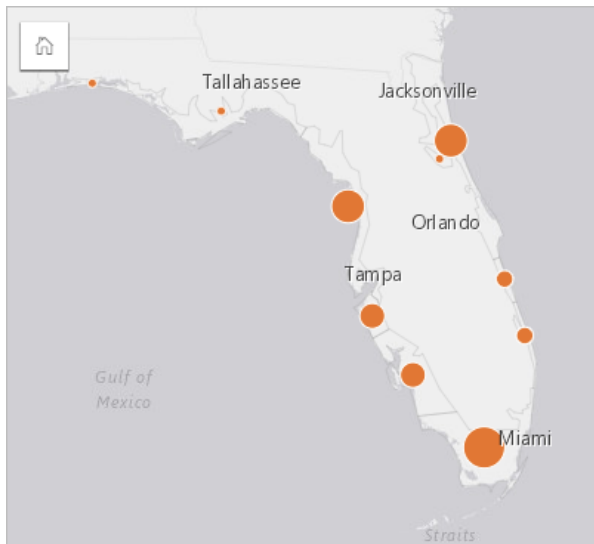 Tallahassee
Jacksonville
Orlando
Tampa
Gulf of
Mexico
Miami
Straits